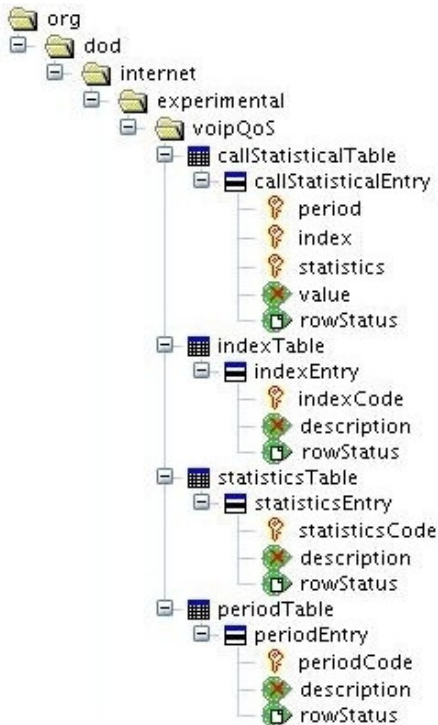 org
dod
internet
experimental
voipQoS
callStatisticalTable
callStatisticalEntry
period
index
statistics
value
rowStatus
indexTable
indexEntry
indexCode
description
rowStatus
statisticsTable
statisticsEntry
statisticsCode
description
rowStatus
periodTable
periodEntry
periodCode
description
rowStatus